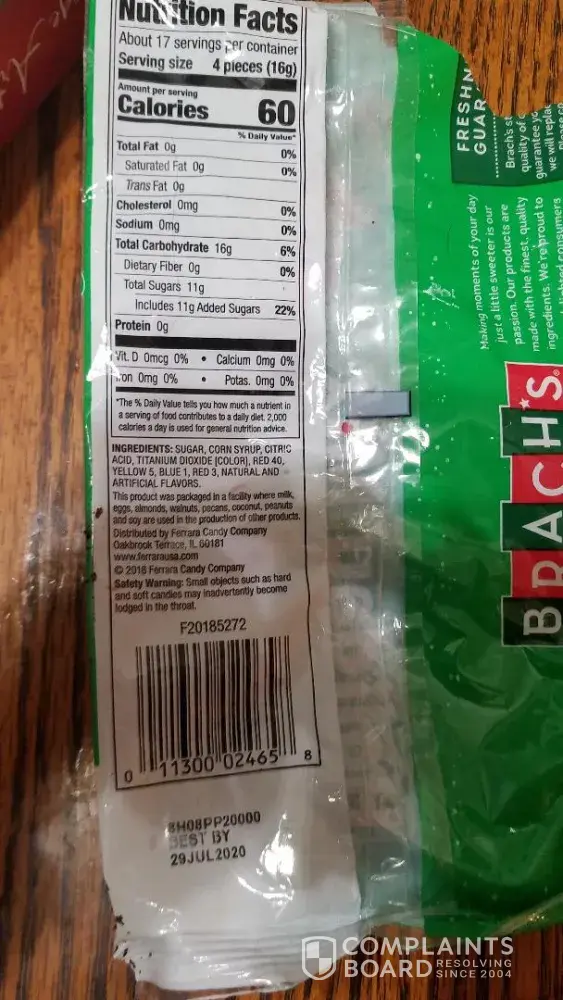 Nutrition Facts
About 17 servings per container
Serving size 4 pieces (16g)
Amount per serving
Calories 60
% Daily Value*
Total Fat 0g 0%
Saturated Fat 0g 0%
Trans Fat 0g
Cholesterol 0mg 0%
Sodium 0mg 0%
Total Carbohydrate 16g 6%
Dietary Fiber 0g 0%
Total Sugars 11g
Includes 11g Added Sugars 22%
Protein 0g
Vit. D 0mcg 0% • Calcium 0mg 0%
Iron 0mg 0% • Potas. 0mg 0%
*The % Daily Value tells you how much a nutrient in
a serving of food contributes to a daily diet. 2,000
calories a day is used for general nutrition advice.
INGREDIENTS: SUGAR, CORN SYRUP, CITRIC
ACID, TITANIUM DIOXIDE [COLOR], RED 40,
YELLOW 5, BLUE 1, RED 3, NATURAL AND
ARTIFICIAL FLAVORS.
This product was packaged in a facility where milk,
eggs, almonds, walnuts, pecans, coconut, peanuts
and soy are used in the production of other products.
Distributed by Ferrara Candy Company
Oakbrook Terrace, IL 60181
www.ferrarausa.com
© 2018 Ferrara Candy Company
Safety Warning: Small objects such as hard
and soft candies may inadvertently become
lodged in the throat.
F20185272
0 11300 02465 8
8H08PP20000
BEST BY
29JUL2020
FRESHN
GUAR
Brach's st
quality of
guarantee yo
we will replac
Making moments of your day
just a little sweeter is our
passion. Our products are
made with the finest, quality
ingredients. We're proud to
consumers
BRACH'S
COMPLAINTS
BOARD RESOLVING
SINCE 2004